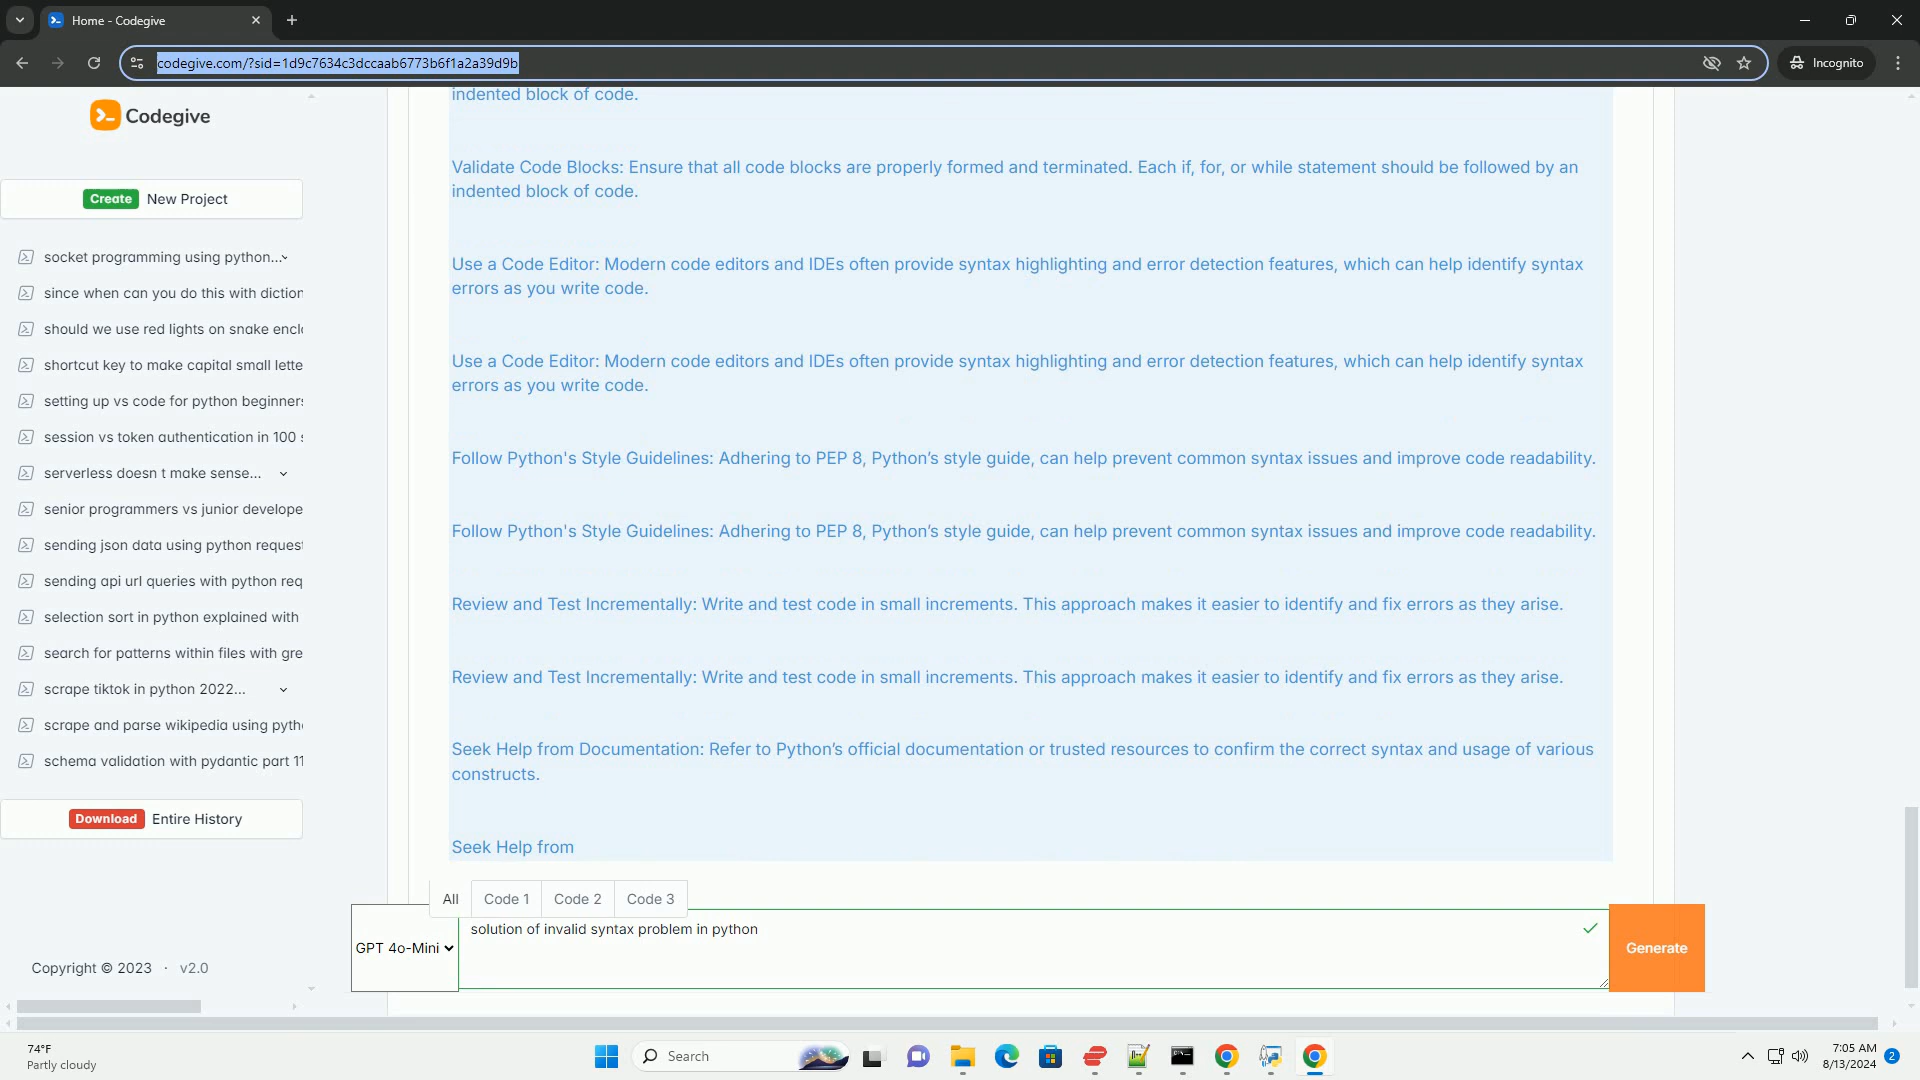 Home - Codegive
codegive.com/?sid=1d9c7634c3dccaab6773b6f1a2a39d9b
Incognito
Codegive
Create New Project
socket programming using python...
since when can you do this with diction
should we use red lights on snake encl
shortcut key to make capital small lette
setting up vs code for python beginners
session vs token authentication in 100 s
serverless doesn t make sense...
senior programmers vs junior develope
sending json data using python request
sending api url queries with python req
selection sort in python explained with
search for patterns within files with gre
scrape tiktok in python 2022...
scrape and parse wikipedia using pyth
schema validation with pydantic part 11
Download Entire History
Copyright © 2023 · v2.0
indented block of code.
Validate Code Blocks: Ensure that all code blocks are properly formed and terminated. Each if, for, or while statement should be followed by an
indented block of code.
Use a Code Editor: Modern code editors and IDEs often provide syntax highlighting and error detection features, which can help identify syntax
errors as you write code.
Use a Code Editor: Modern code editors and IDEs often provide syntax highlighting and error detection features, which can help identify syntax
errors as you write code.
Follow Python's Style Guidelines: Adhering to PEP 8, Python’s style guide, can help prevent common syntax issues and improve code readability.
Follow Python's Style Guidelines: Adhering to PEP 8, Python’s style guide, can help prevent common syntax issues and improve code readability.
Review and Test Incrementally: Write and test code in small increments. This approach makes it easier to identify and fix errors as they arise.
Review and Test Incrementally: Write and test code in small increments. This approach makes it easier to identify and fix errors as they arise.
Seek Help from Documentation: Refer to Python’s official documentation or trusted resources to confirm the correct syntax and usage of various
constructs.
Seek Help from
All Code 1 Code 2 Code 3
GPT 4o-Mini
solution of invalid syntax problem in python
Generate
74°F
Partly cloudy
Search
7:05 AM
8/13/2024
2